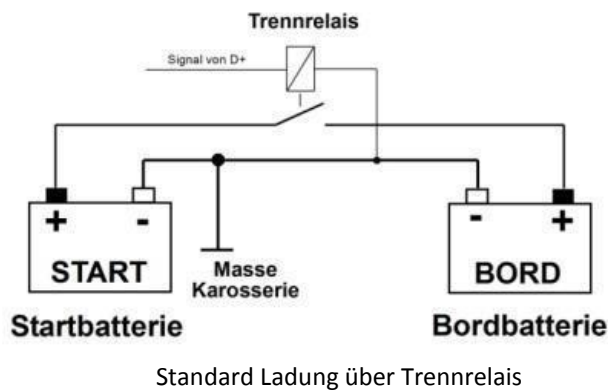 Trennrelais
Signal von D+
+ -
START
Startbatterie
Masse
Karosserie
- +
BORD
Bordbatterie
Standard Ladung über Trennrelais